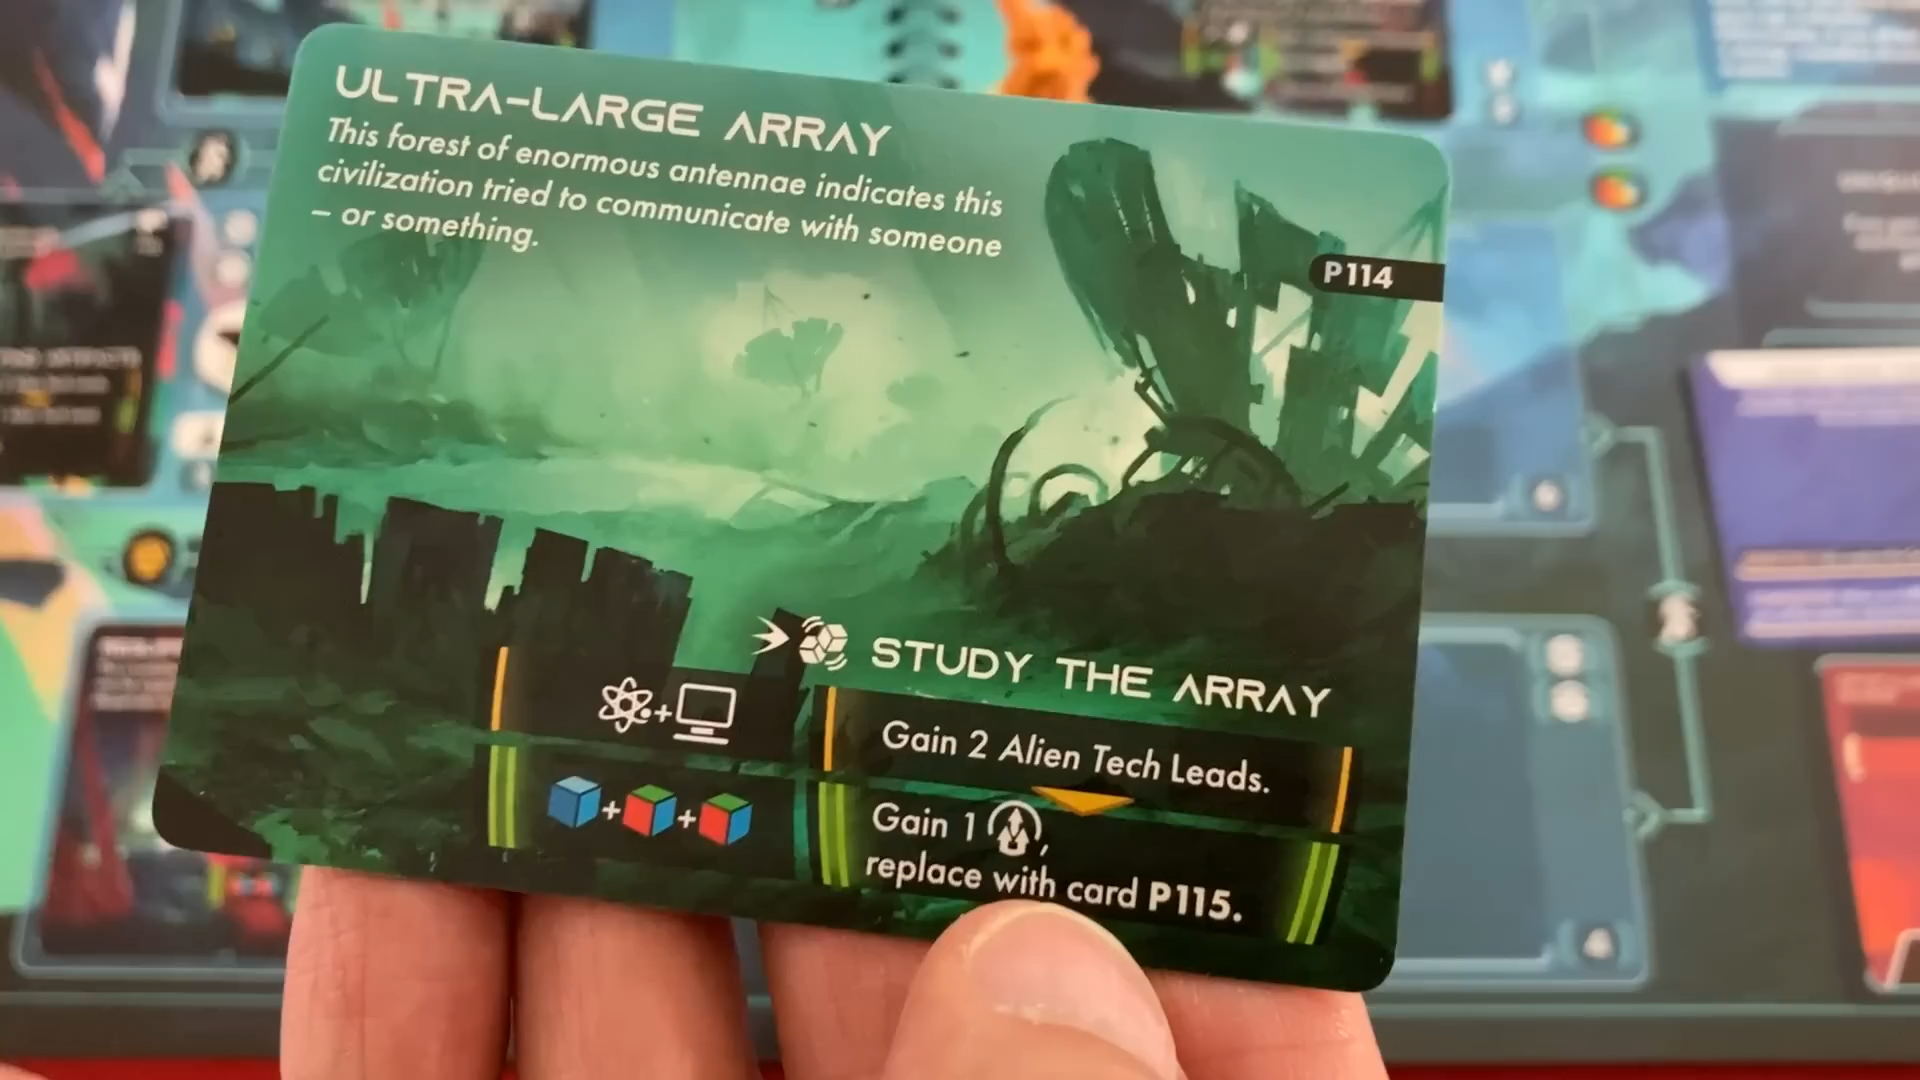 ULTRA-LARGE ARRAY
This forest of enormous antennae indicates this
civilization tried to communicate with someone
– or something.
P114
STUDY THE ARRAY
Gain 2 Alien Tech Leads.
Gain 1 ,
replace with card P115.
4